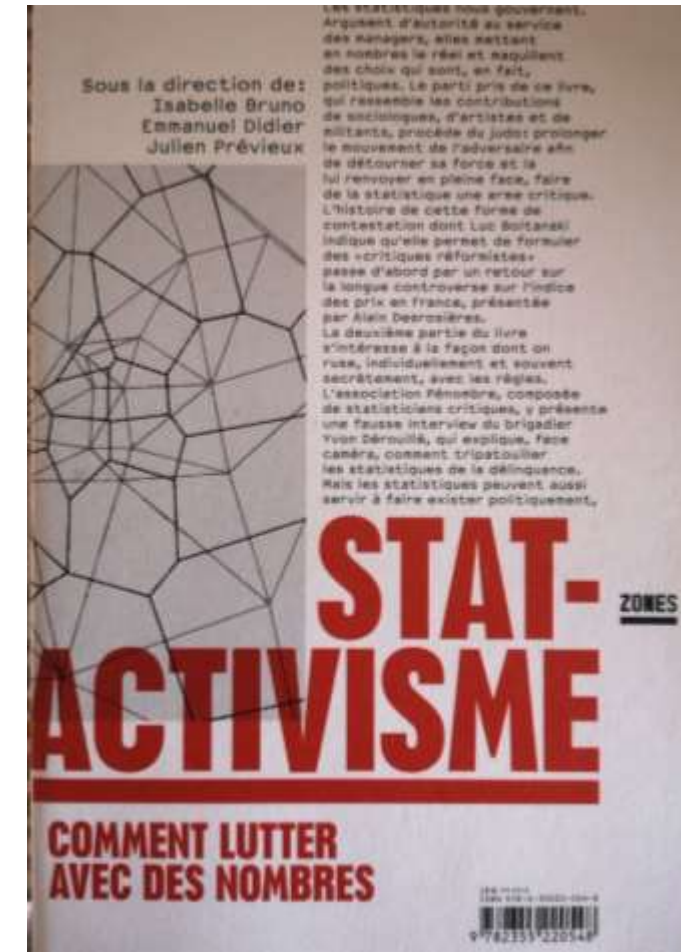 Les statistiques nous gouvernent.
Argument d'autorité au service
des managers, elles mettent
en nombres le réel et maquillent
des choix qui sont, en fait,
politiques. Le parti pris de ce livre,
qui rassemble les contributions
de sociologues, d'artistes et de
militants, procède du judo: prolonger
le mouvement de l'adversaire afin
de détourner sa force et la
lui renvoyer en pleine face, faire
de la statistique une arme critique.
L'histoire de cette forme de
contestation dont Luc Boltanski
indique qu'elle permet de formuler
des «critiques réformistes»
passe d'abord par un retour sur
la longue controverse sur l'indice
des prix en France, présentée
par Alain Desrosières.
La deuxième partie du livre
s'intéresse à la façon dont on
ruse, individuellement et souvent
secrètement, avec les règles.
L'association Pénombre, composée
de statisticiens critiques, y présente
une fausse interview du brigadier
Yvon Dérouillé, qui explique, face
caméra, comment tripatouiller
les statistiques de la délinquance.
Mais les statistiques peuvent aussi
servir à faire exister politiquement,
Sous la direction de:
Isabelle Bruno
Emmanuel Didier
Julien Prévieux
STAT-
ACTIVISME
ZONES
COMMENT LUTTER
AVEC DES NOMBRES
9 782355 220548